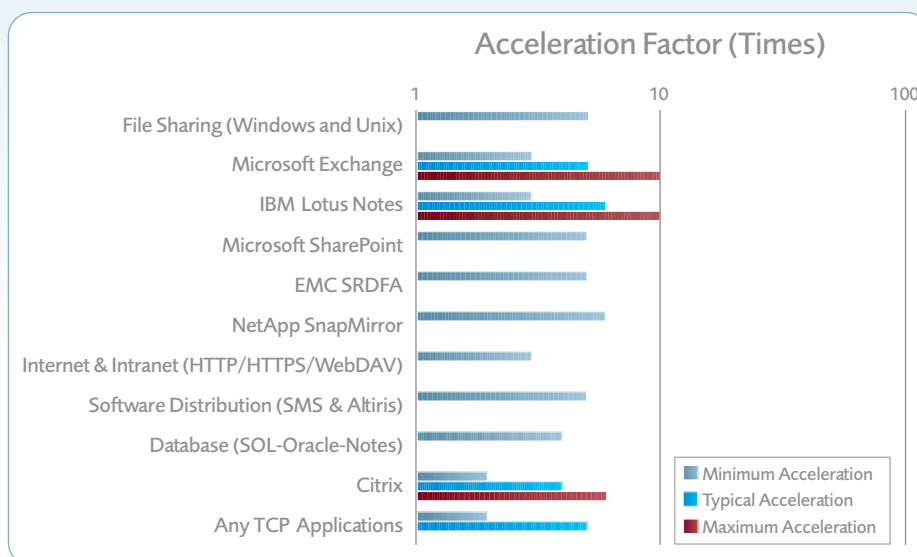 Acceleration Factor (Times)
1 10 100
File Sharing (Windows and Unix)
Microsoft Exchange
IBM Lotus Notes
Microsoft SharePoint
EMC SRDFA
NetApp SnapMirror
Internet & Intranet (HTTP/HTTPS/WebDAV)
Software Distribution (SMS & Altiris)
Database (SOL-Oracle-Notes)
Citrix
Any TCP Applications
Minimum Acceleration
Typical Acceleration
Maximum Acceleration